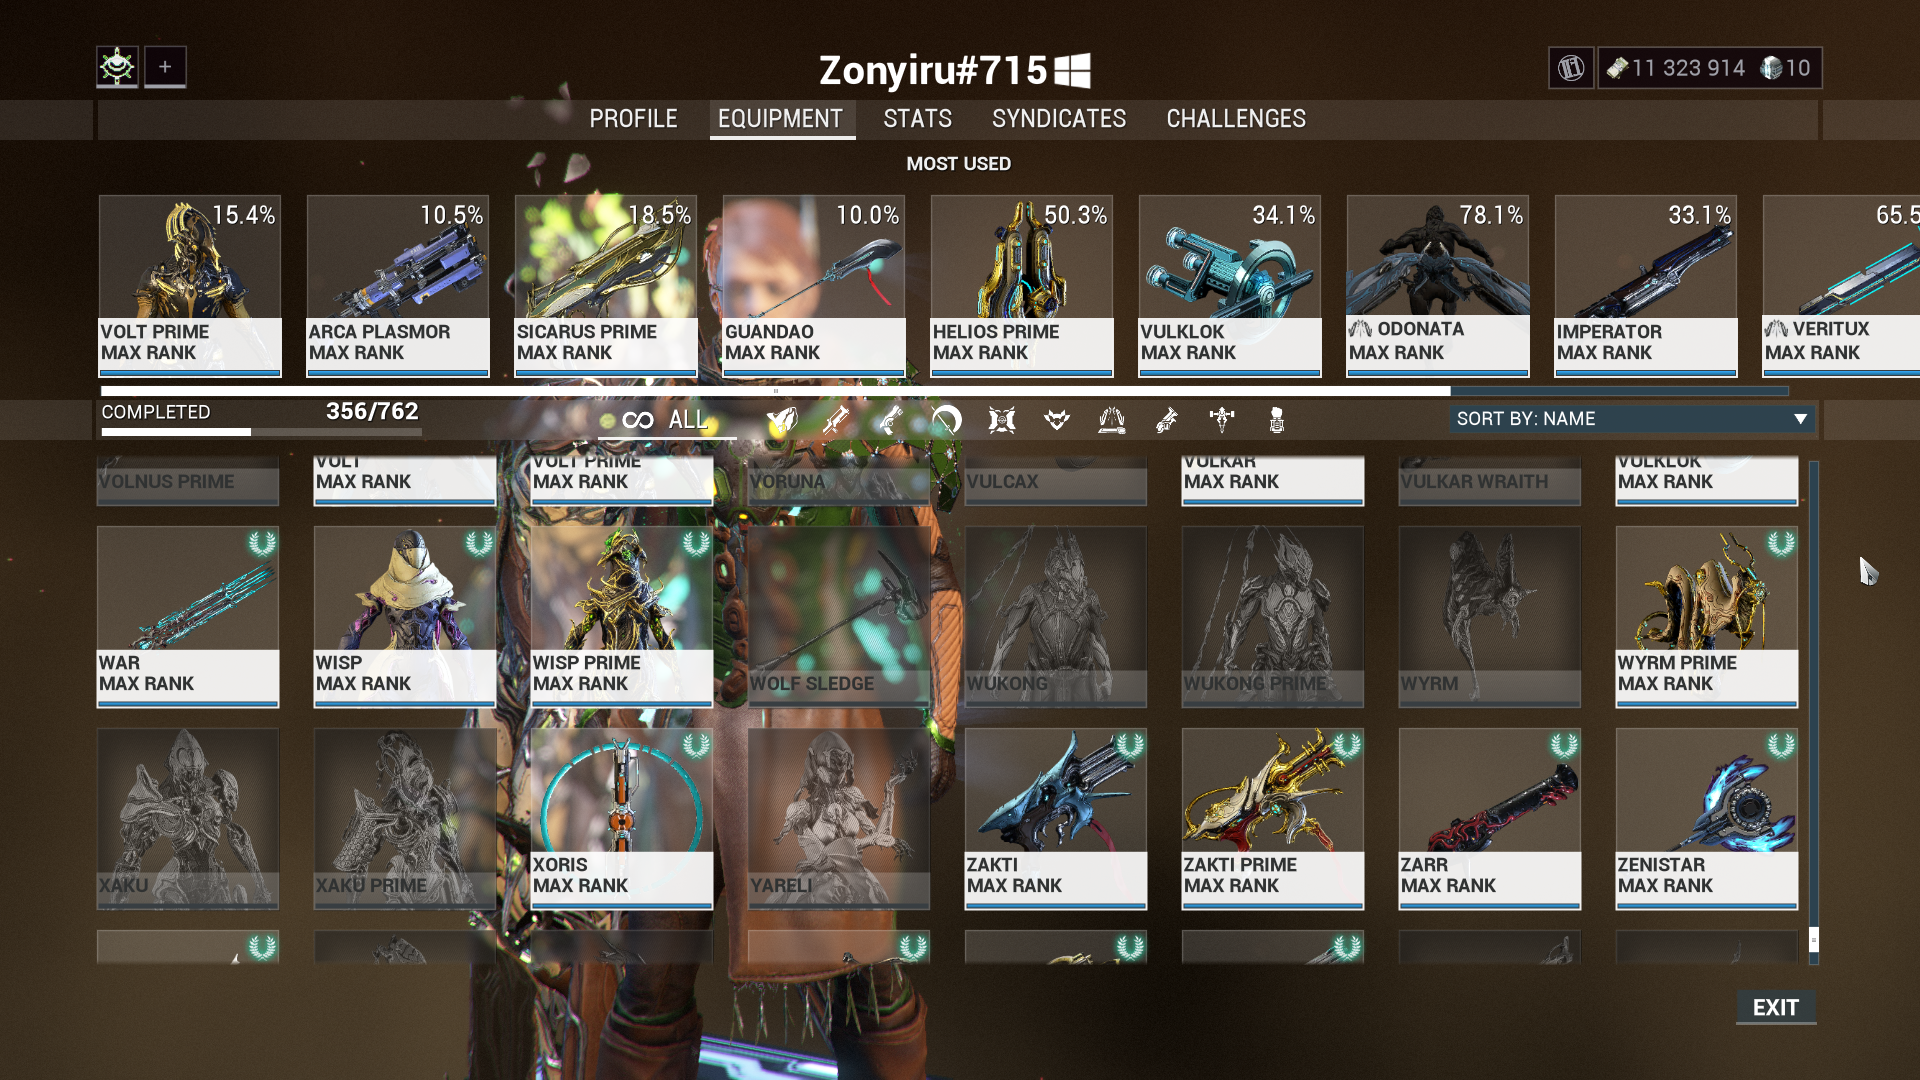 Zonyiru#715
+
11 323 914 10
PROFILE EQUIPMENT STATS SYNDICATES CHALLENGES
MOST USED
15.4% 10.5% 18.5% 10.0% 50.3% 34.1% 78.1% 33.1% 65.5
VOLT PRIME ARCA PLASMOR SICARUS PRIME GUANDAO HELIOS PRIME VULKLOK ODONATA IMPERATOR VERITUX
MAX RANK MAX RANK MAX RANK MAX RANK MAX RANK MAX RANK MAX RANK MAX RANK MAX RANK
COMPLETED 356/762 ALL SORT BY: NAME
VOLT VOLT PRIME VULKAR VULKLOK
VOLNUS PRIME MAX RANK MAX RANK VORUNA VULCAX MAX RANK VULKAR WRAITH MAX RANK
WAR WISP WISP PRIME WYRM PRIME
MAX RANK MAX RANK MAX RANK WOLF SLEDGE WUKONG WUKONG PRIME WYRM MAX RANK
XORIS ZAKTI ZAKTI PRIME ZARR ZENISTAR
XAKU XAKU PRIME MAX RANK YARELI MAX RANK MAX RANK MAX RANK MAX RANK
EXIT